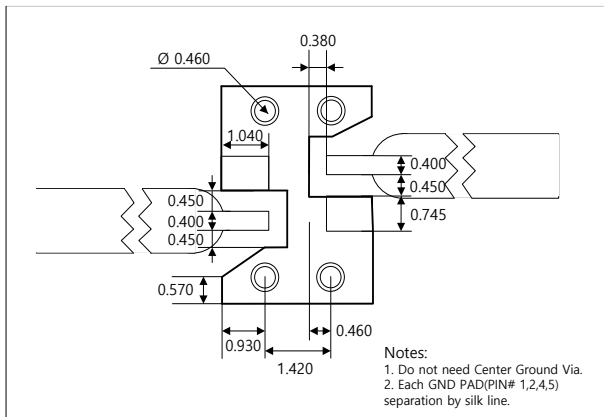 0.380
Ø 0.460
1.040
0.400
0.450
0.450
0.400
0.745
0.450
0.570
0.930
0.460
1.420
Notes:
1. Do not need Center Ground Via.
2. Each GND PAD(PIN# 1,2,4,5)
separation by silk line.